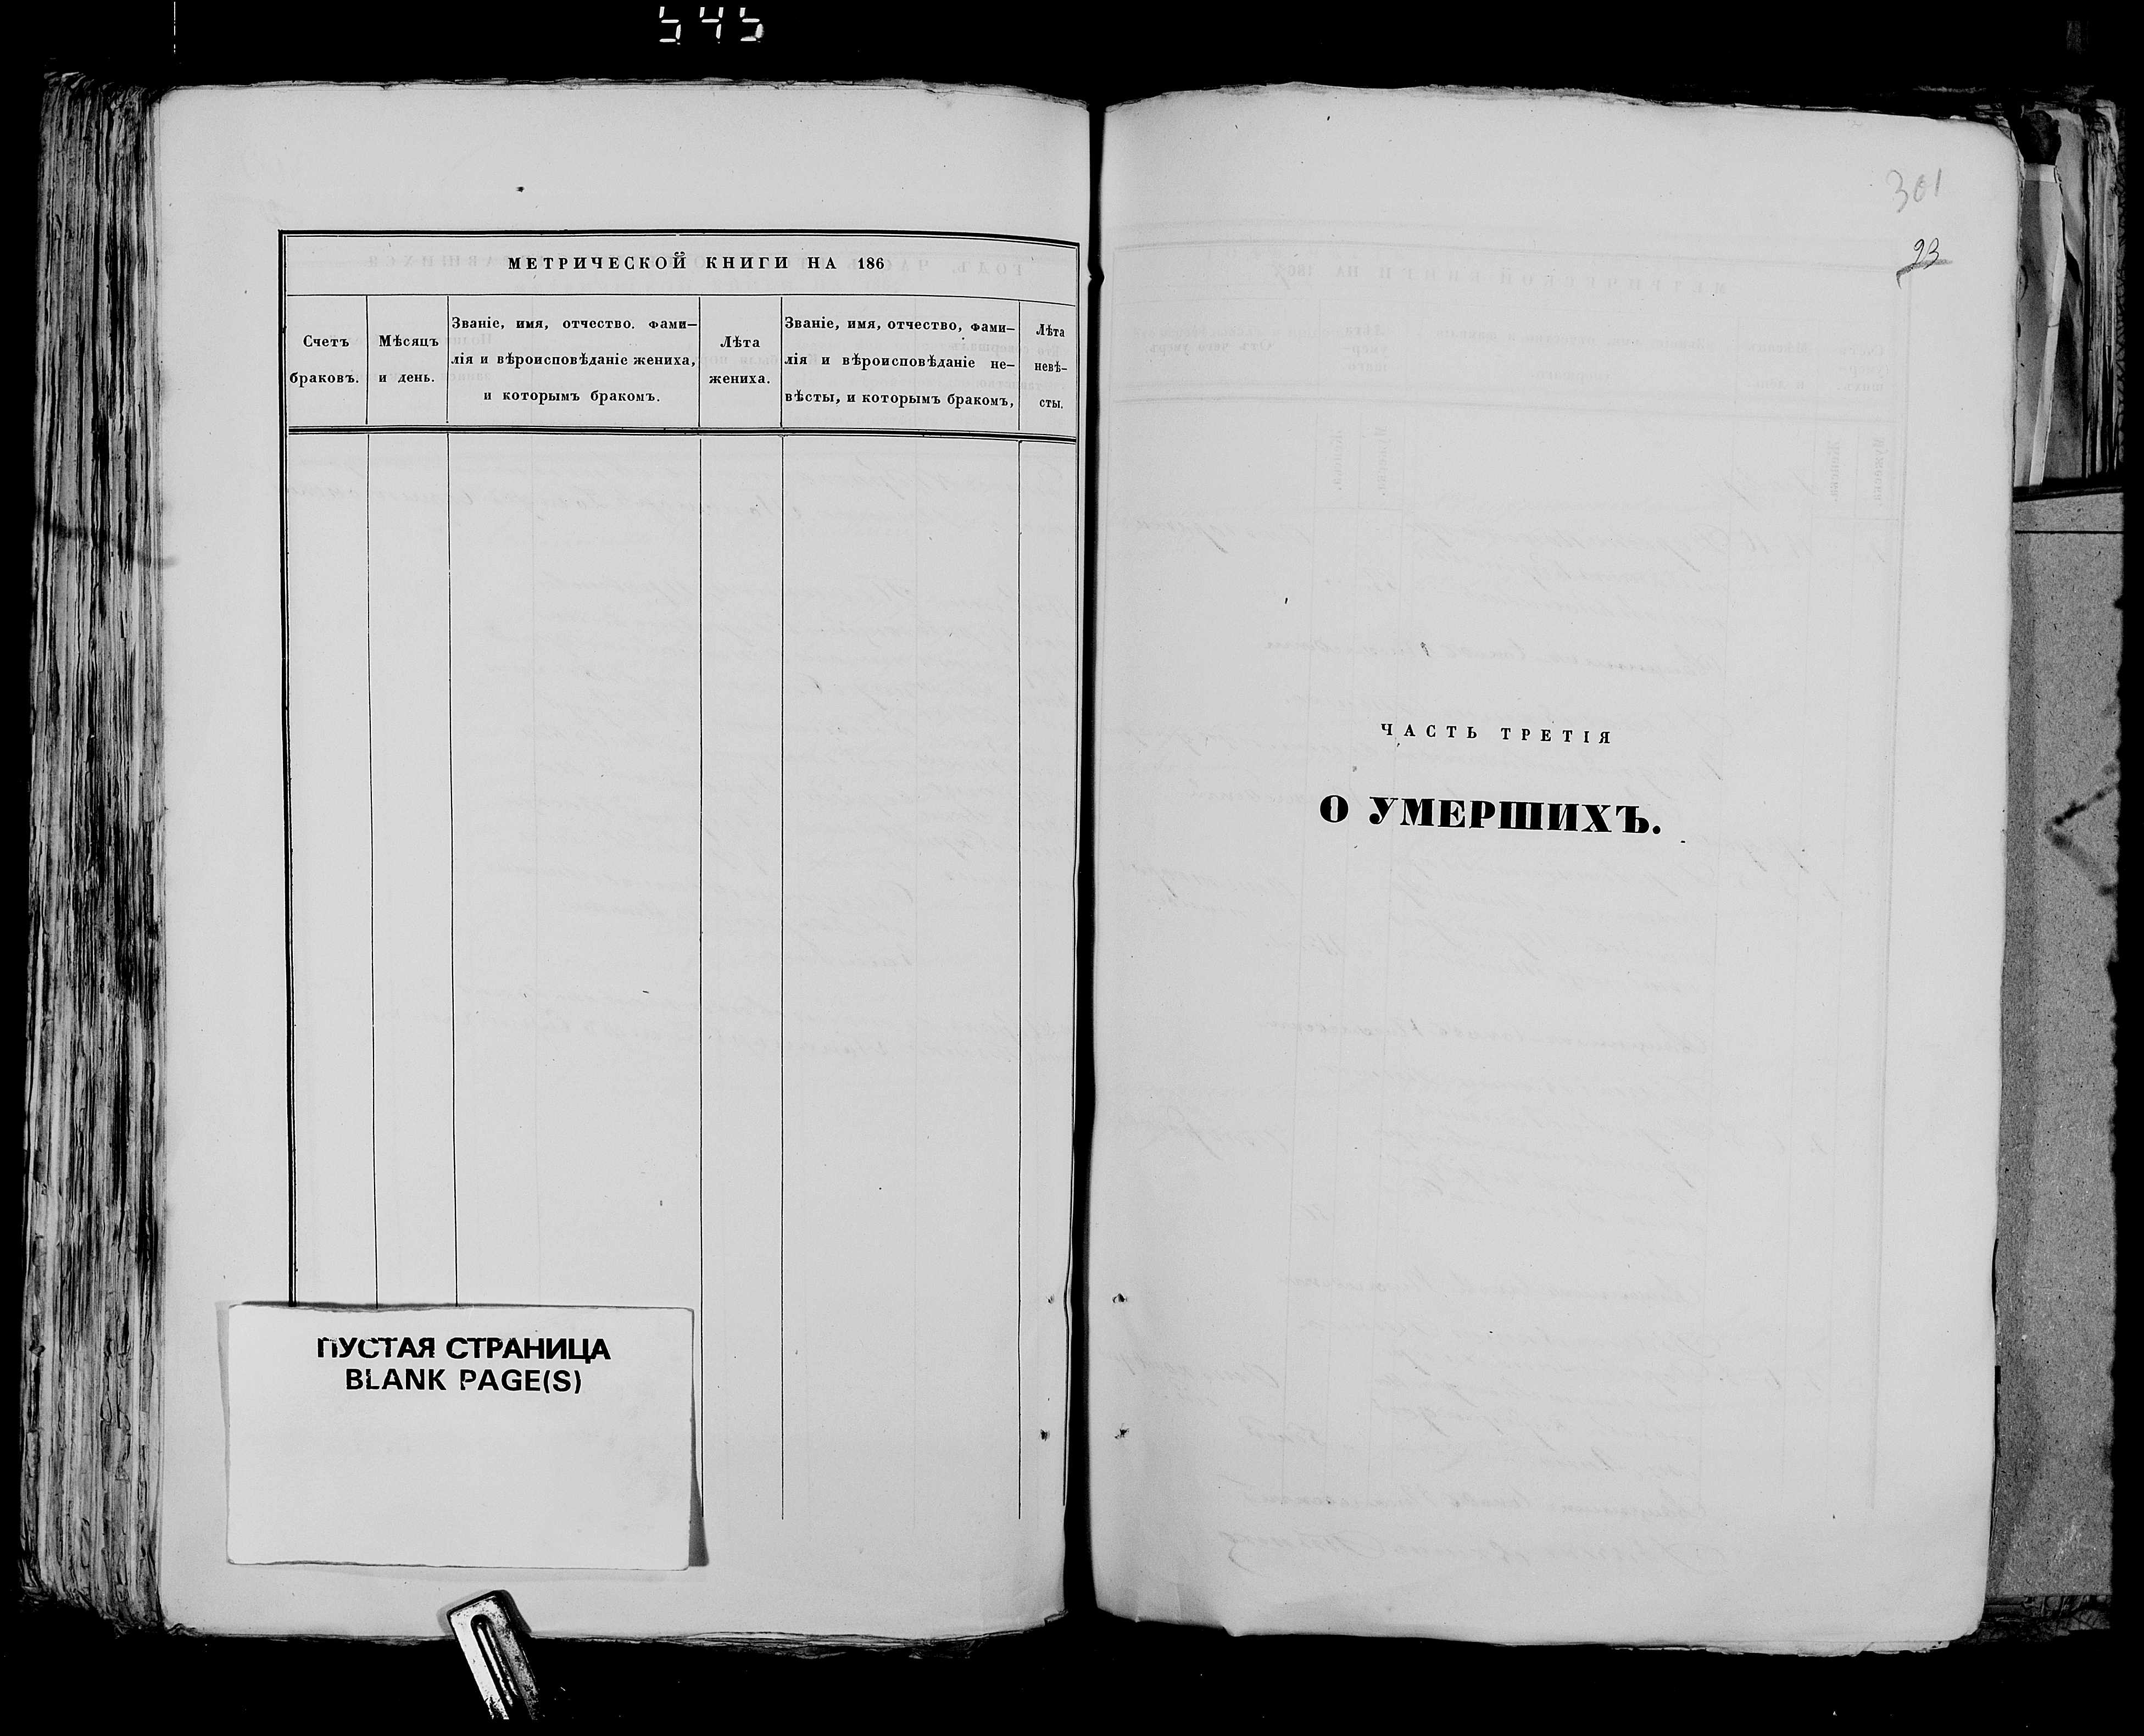 545
МЕТРИЧЕСКОЙ КНИГИ НА 186
Счетъ
браковъ.
Мѣсяцъ
и день.
Званіе, имя, отчество. фами–
лія и вѣроисповѣданіе жениха,
и которымъ бракомъ.
Лѣта
жениха.
Званіе, имя, отчество, фами–
лія и вѣроисповѣданіе не–
вѣсты, и которымъ бракомъ,
Лѣта
невѣ–
сты.
ПУСТАЯ СТРАНИЦА
BLANK PAGE(S)
301
93
ЧАСТЬ ТРЕТІЯ
О УМЕРШИХЪ.